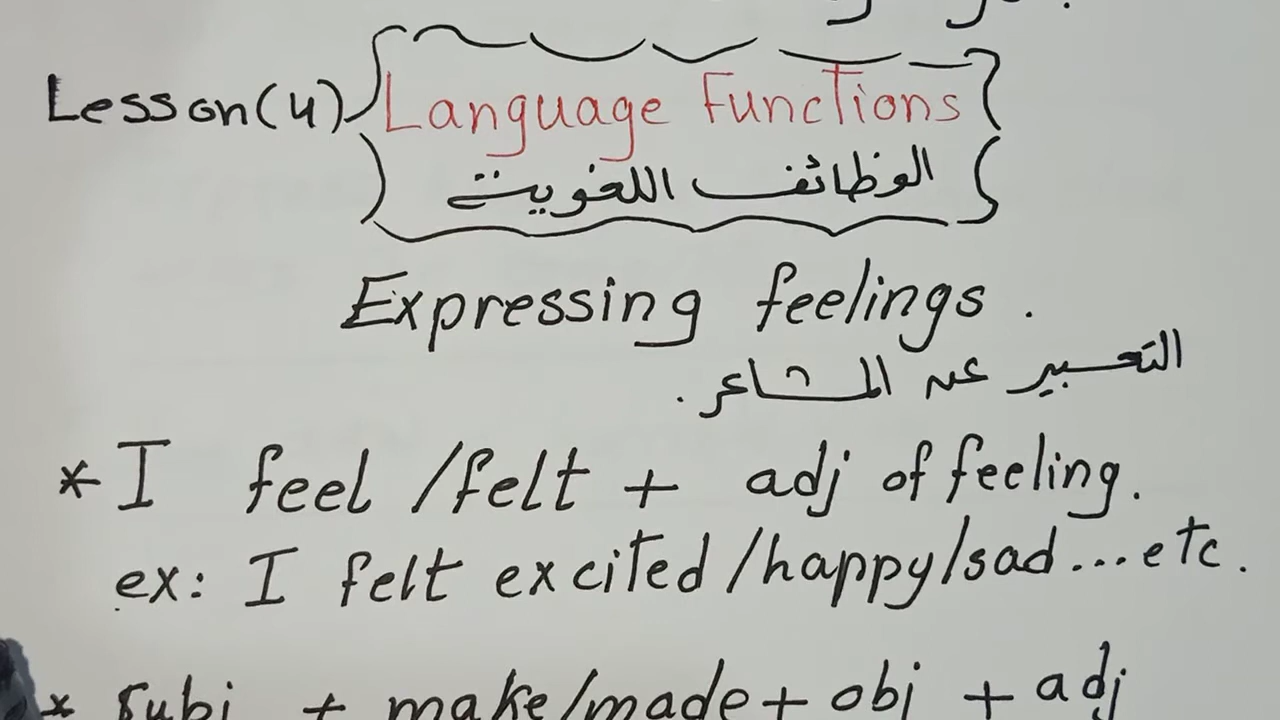 Lesson(4) Language Functions
الوظائف اللغوية
Expressing feelings .
التعبير عن المشاعر .
* I feel /felt + adj of feeling.
ex: I felt excited /happy/sad...etc.
* subj + make/made + obj + adj